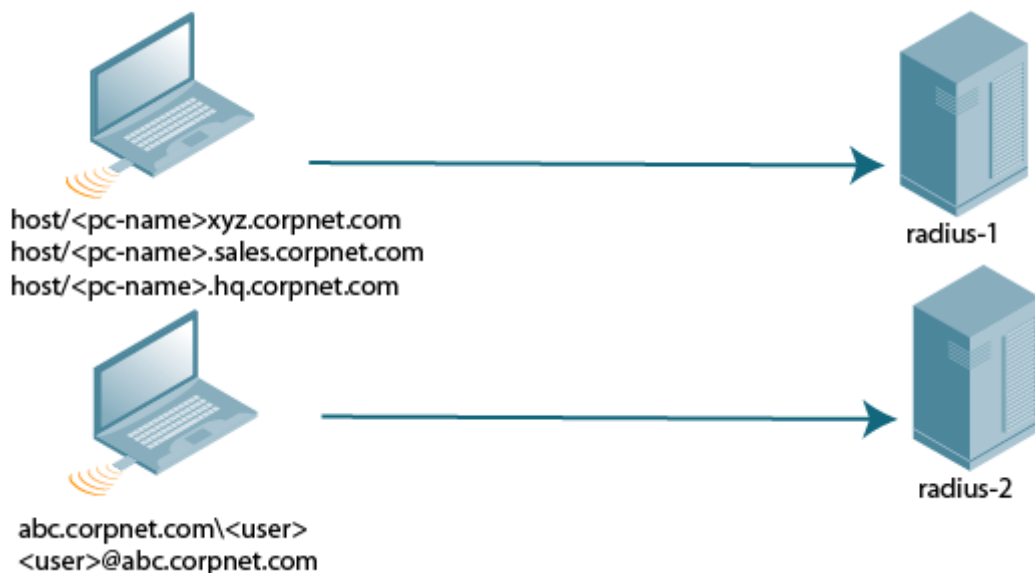 host/<pc-name>xyz.corpnet.com
host/<pc-name>.sales.corpnet.com
host/<pc-name>.hq.corpnet.com
radius-1
abc.corpnet.com\<user>
<user>@abc.corpnet.com
radius-2